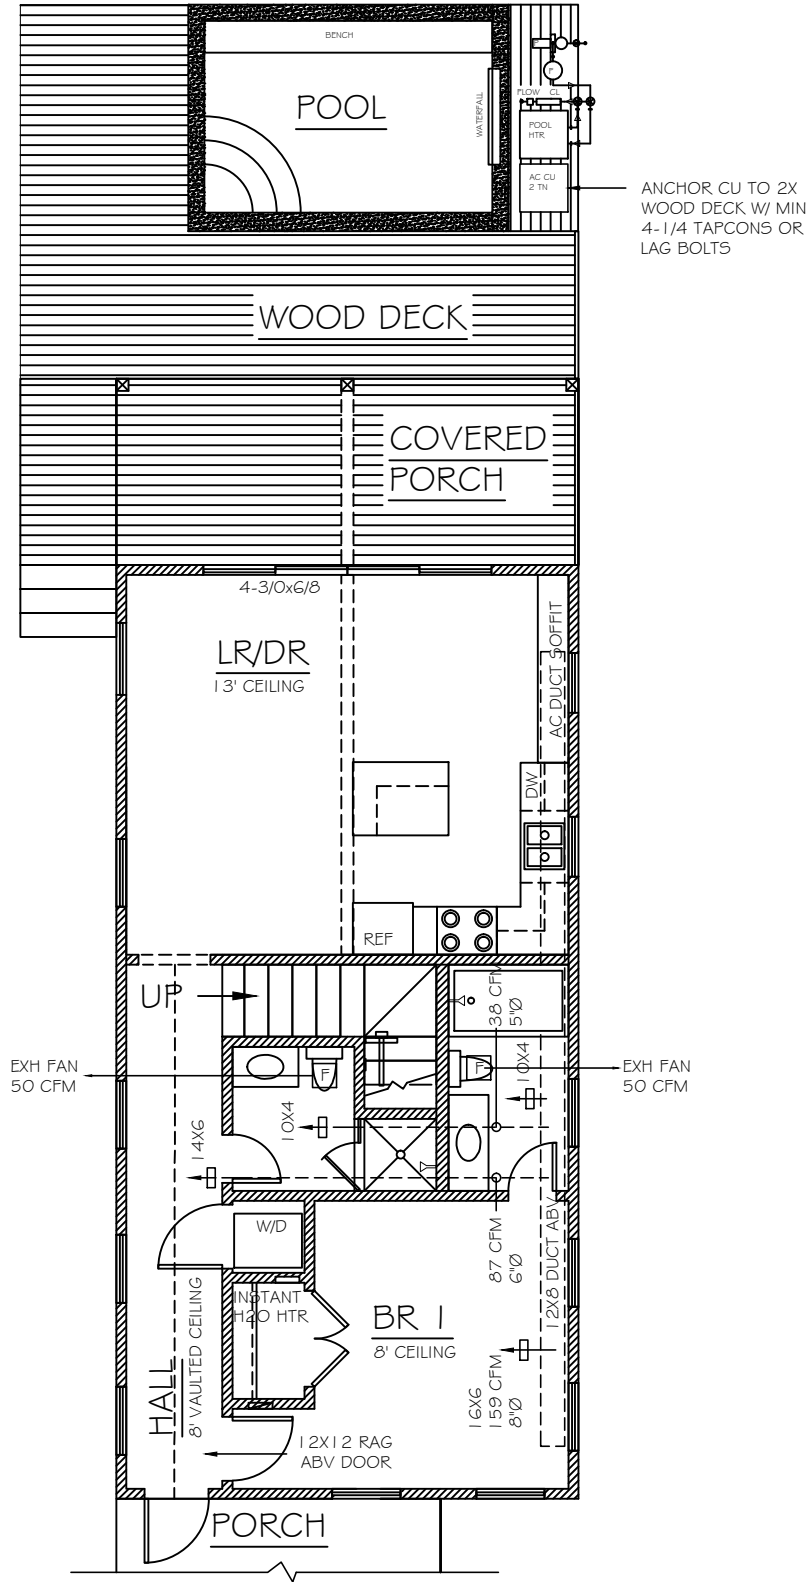 BENCH
POOL
WATERFALL
P
F
FLOW CL
POOL
HTR
AC CU
2 TN
ANCHOR CU TO 2X
WOOD DECK W/ MIN
4-1/4 TAPCONS OR
LAG BOLTS
WOOD DECK
COVERED
PORCH
4-3/0x6/8
LR/DR
13' CEILING
AC DUCT SOFFIT
DW
REF
UP
38 CFM
5"Ø
EXH FAN
50 CFM
F
F
EXH FAN
50 CFM
10X4
10X4
14X6
W/D
87 CFM
6"Ø
12X8 DUCT ABV
INSTANT
H2O HTR
BR 1
8' CEILING
HALL
8' VAULTED CEILING
16X6
159 CFM
8"Ø
12X12 RAG
ABV DOOR
PORCH